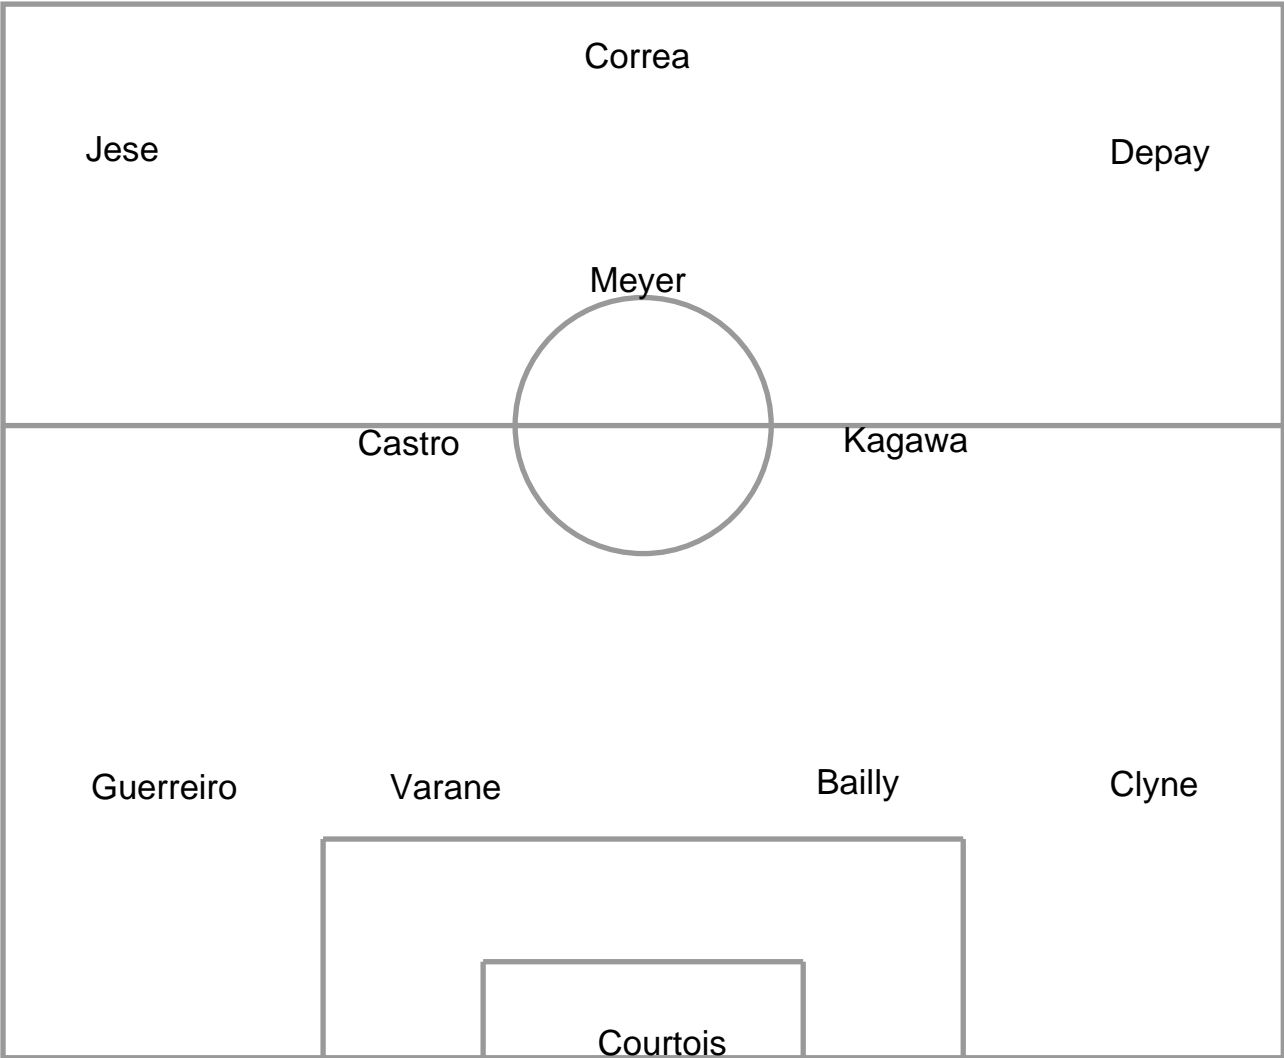 Correa
Jese
Depay
Meyer
Castro
Kagawa
Guerreiro
Varane
Bailly
Clyne
Courtois